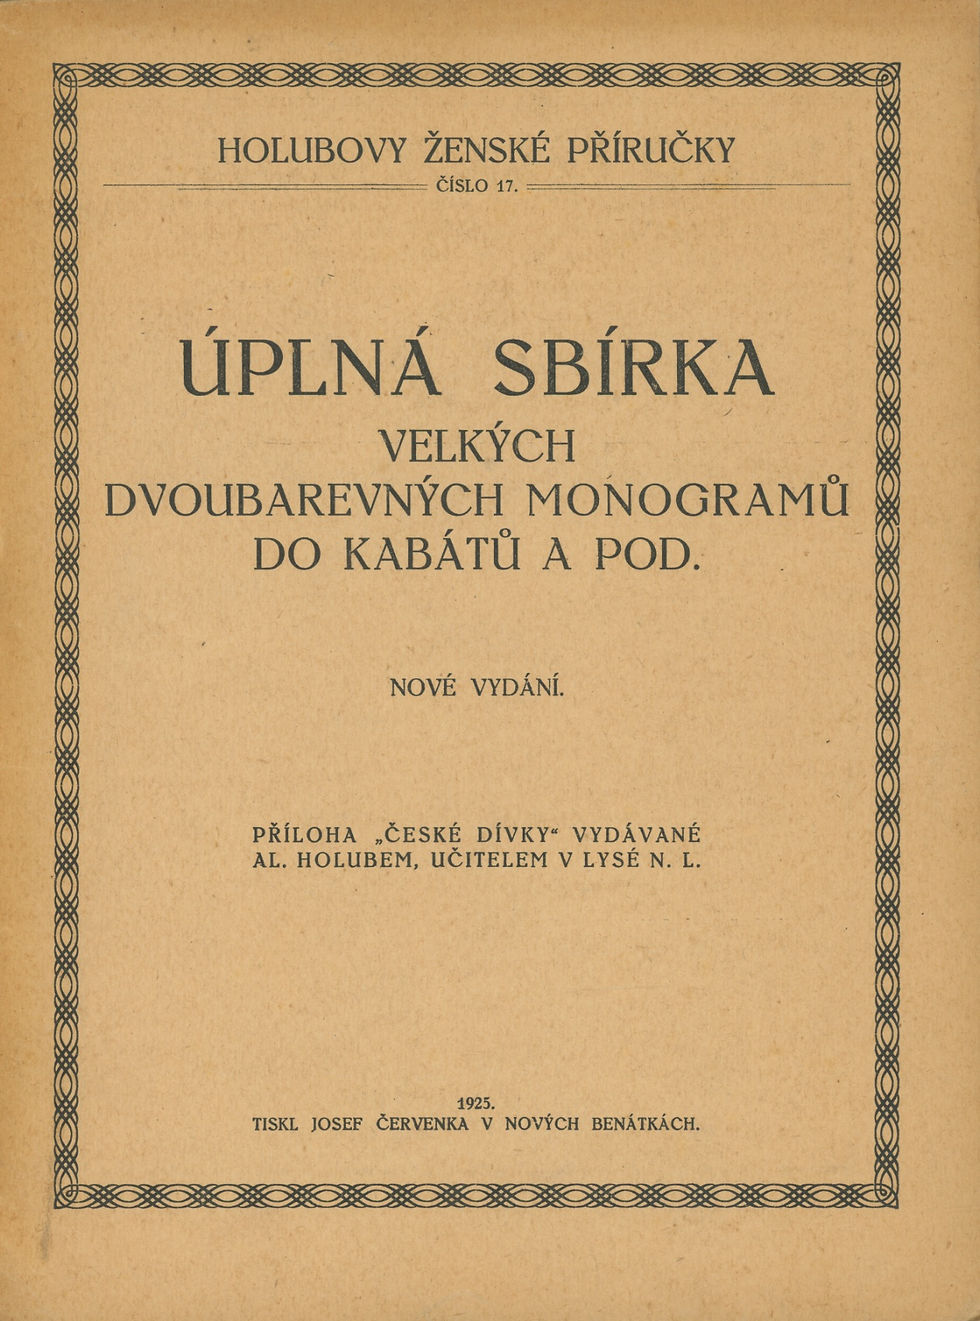 HOLUBOVY ŽENSKÉ PŘÍRUČKY
ČÍSLO 17.
ÚPLNÁ SBÍRKA
VELKÝCH
DVOUBAREVNÝCH MONOGRAMŮ
DO KABÁTŮ A POD.
NOVÉ VYDÁNÍ.
PŘÍLOHA „ČESKÉ DÍVKY“ VYDÁVANÉ
AL. HOLUBEM, UČITELEM V LYSÉ N. L.
1925.
TISKL JOSEF ČERVENKA V NOVÝCH BENÁTKÁCH.